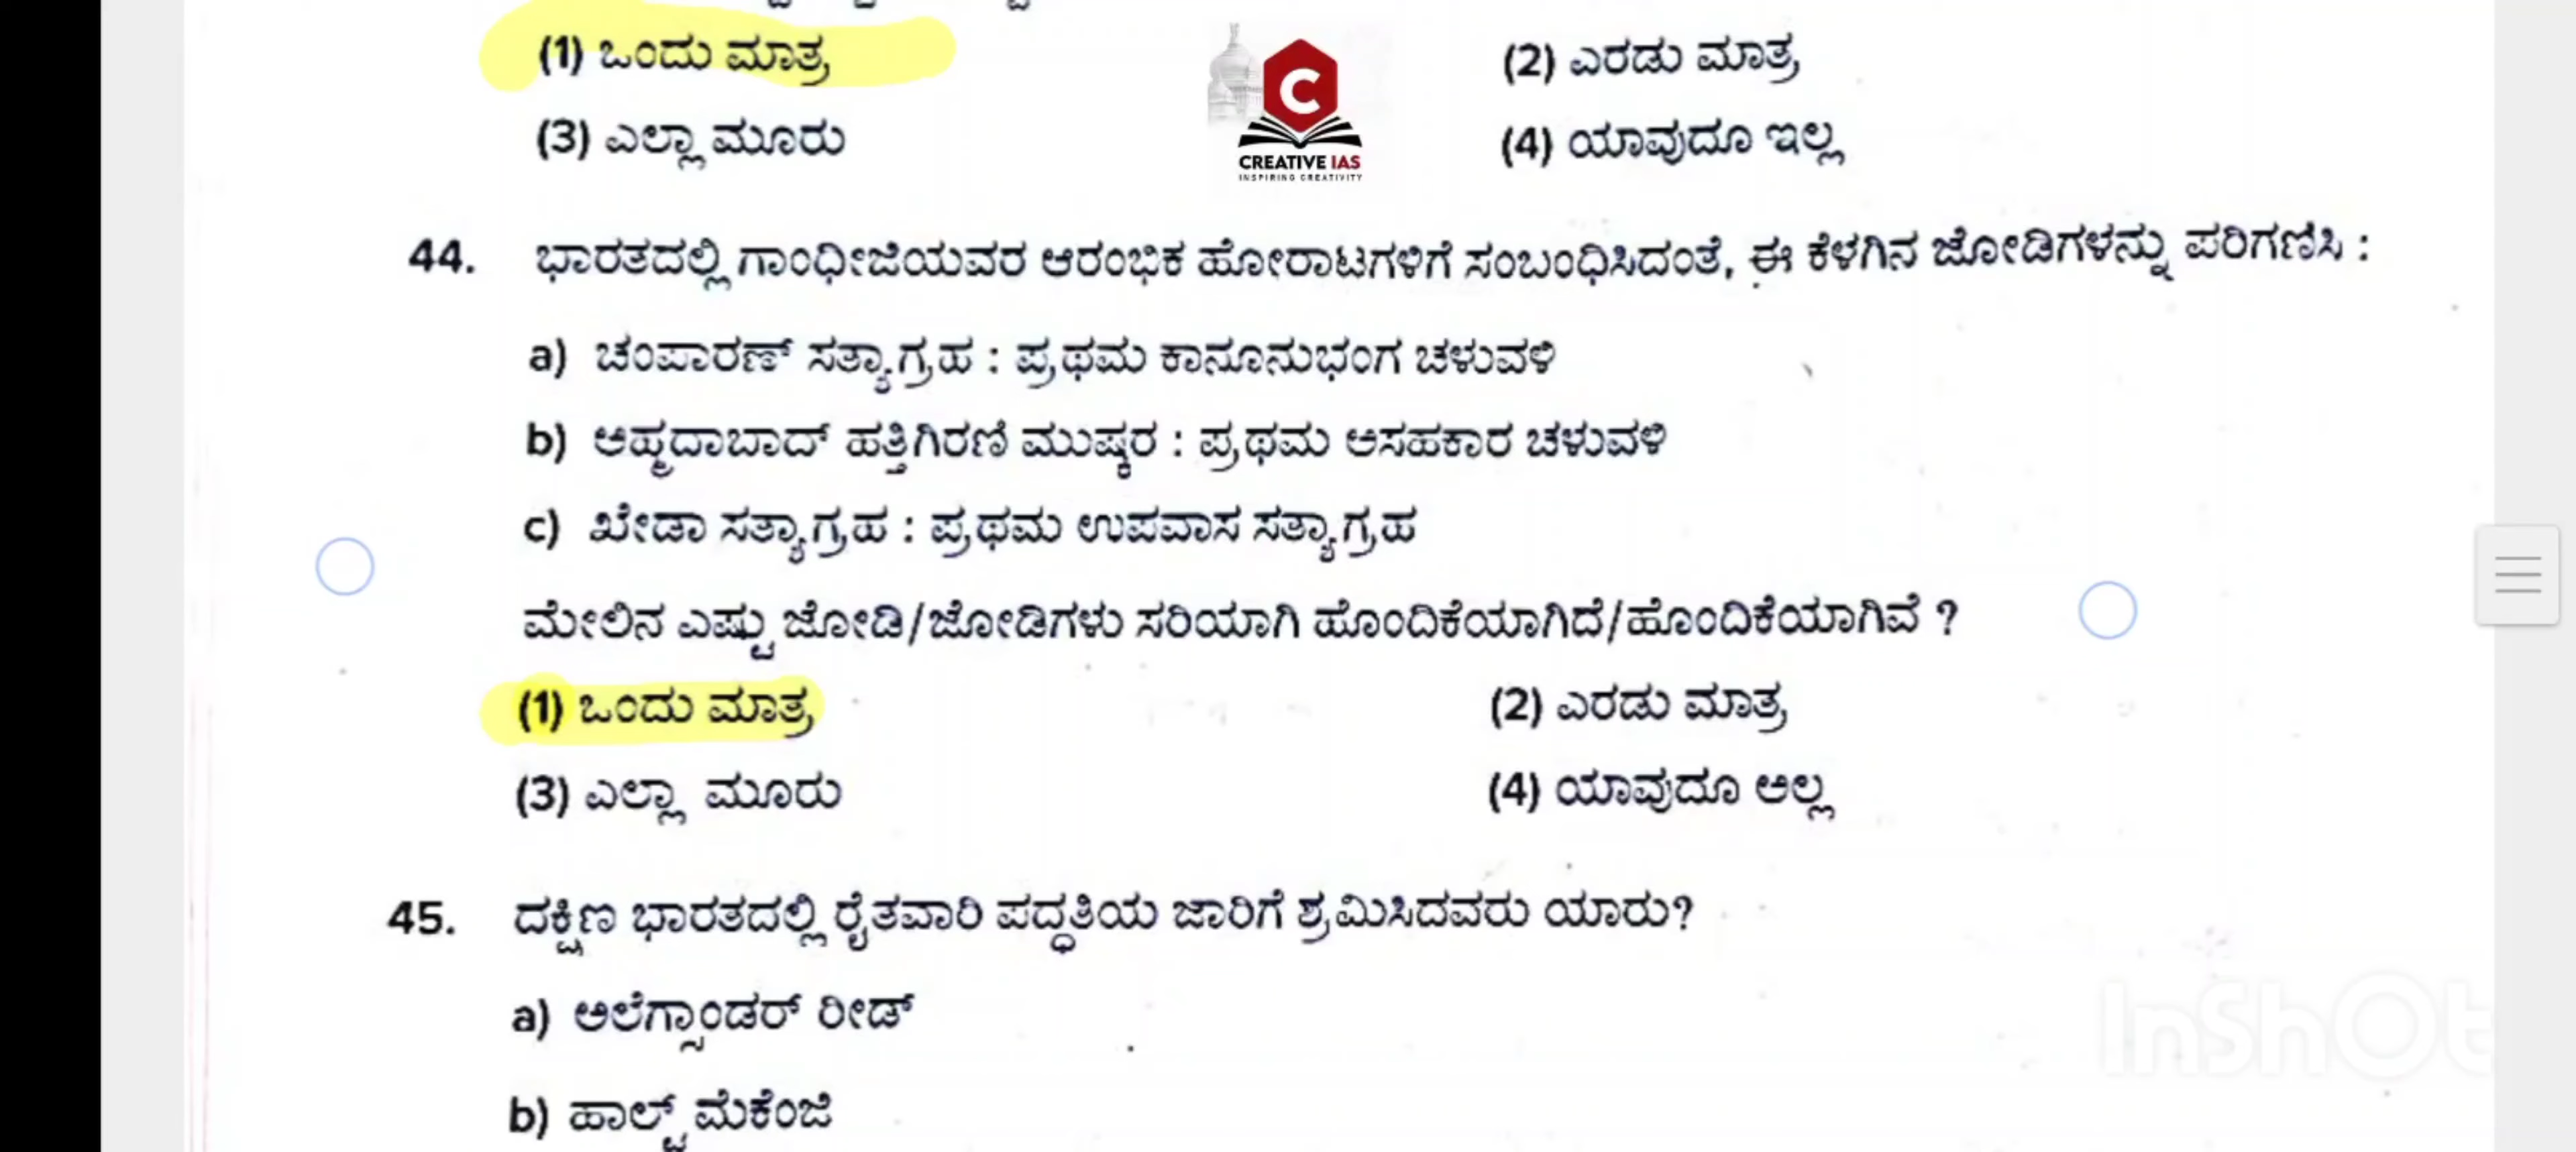 (1) ಒಂದು ಮಾತ್ರ
(2) ಎರಡು ಮಾತ್ರ
(3) ಎಲ್ಲಾ ಮೂರು
(4) ಯಾವುದೂ ಇಲ್ಲ
C
CREATIVE IAS
INSPIRING CREATIVITY
44. ಭಾರತದಲ್ಲಿ ಗಾಂಧೀಜಿಯವರ ಆರಂಭಿಕ ಹೋರಾಟಗಳಿಗೆ ಸಂಬಂಧಿಸಿದಂತೆ, ಈ ಕೆಳಗಿನ ಜೋಡಿಗಳನ್ನು ಪರಿಗಣಿಸಿ :
a) ಚಂಪಾರಣ್ ಸತ್ಯಾಗ್ರಹ : ಪ್ರಥಮ ಕಾನೂನುಭಂಗ ಚಳುವಳಿ
b) ಅಹ್ಮದಾಬಾದ್ ಹತ್ತಿಗಿರಣಿ ಮುಷ್ಕರ : ಪ್ರಥಮ ಅಸಹಕಾರ ಚಳುವಳಿ
c) ಖೇಡಾ ಸತ್ಯಾಗ್ರಹ : ಪ್ರಥಮ ಉಪವಾಸ ಸತ್ಯಾಗ್ರಹ
ಮೇಲಿನ ಎಷ್ಟು ಜೋಡಿ/ಜೋಡಿಗಳು ಸರಿಯಾಗಿ ಹೊಂದಿಕೆಯಾಗಿದೆ/ಹೊಂದಿಕೆಯಾಗಿವೆ ?
(1) ಒಂದು ಮಾತ್ರ
(2) ಎರಡು ಮಾತ್ರ
(3) ಎಲ್ಲಾ ಮೂರು
(4) ಯಾವುದೂ ಅಲ್ಲ
45. ದಕ್ಷಿಣ ಭಾರತದಲ್ಲಿ ರೈತವಾರಿ ಪದ್ಧತಿಯ ಜಾರಿಗೆ ಶ್ರಮಿಸಿದವರು ಯಾರು?
a) ಅಲೆಗ್ಸಾಂಡರ್ ರೀಡ್
b) ಹಾಲ್ಟ್ ಮೆಕೆಂಜಿ
InShOt